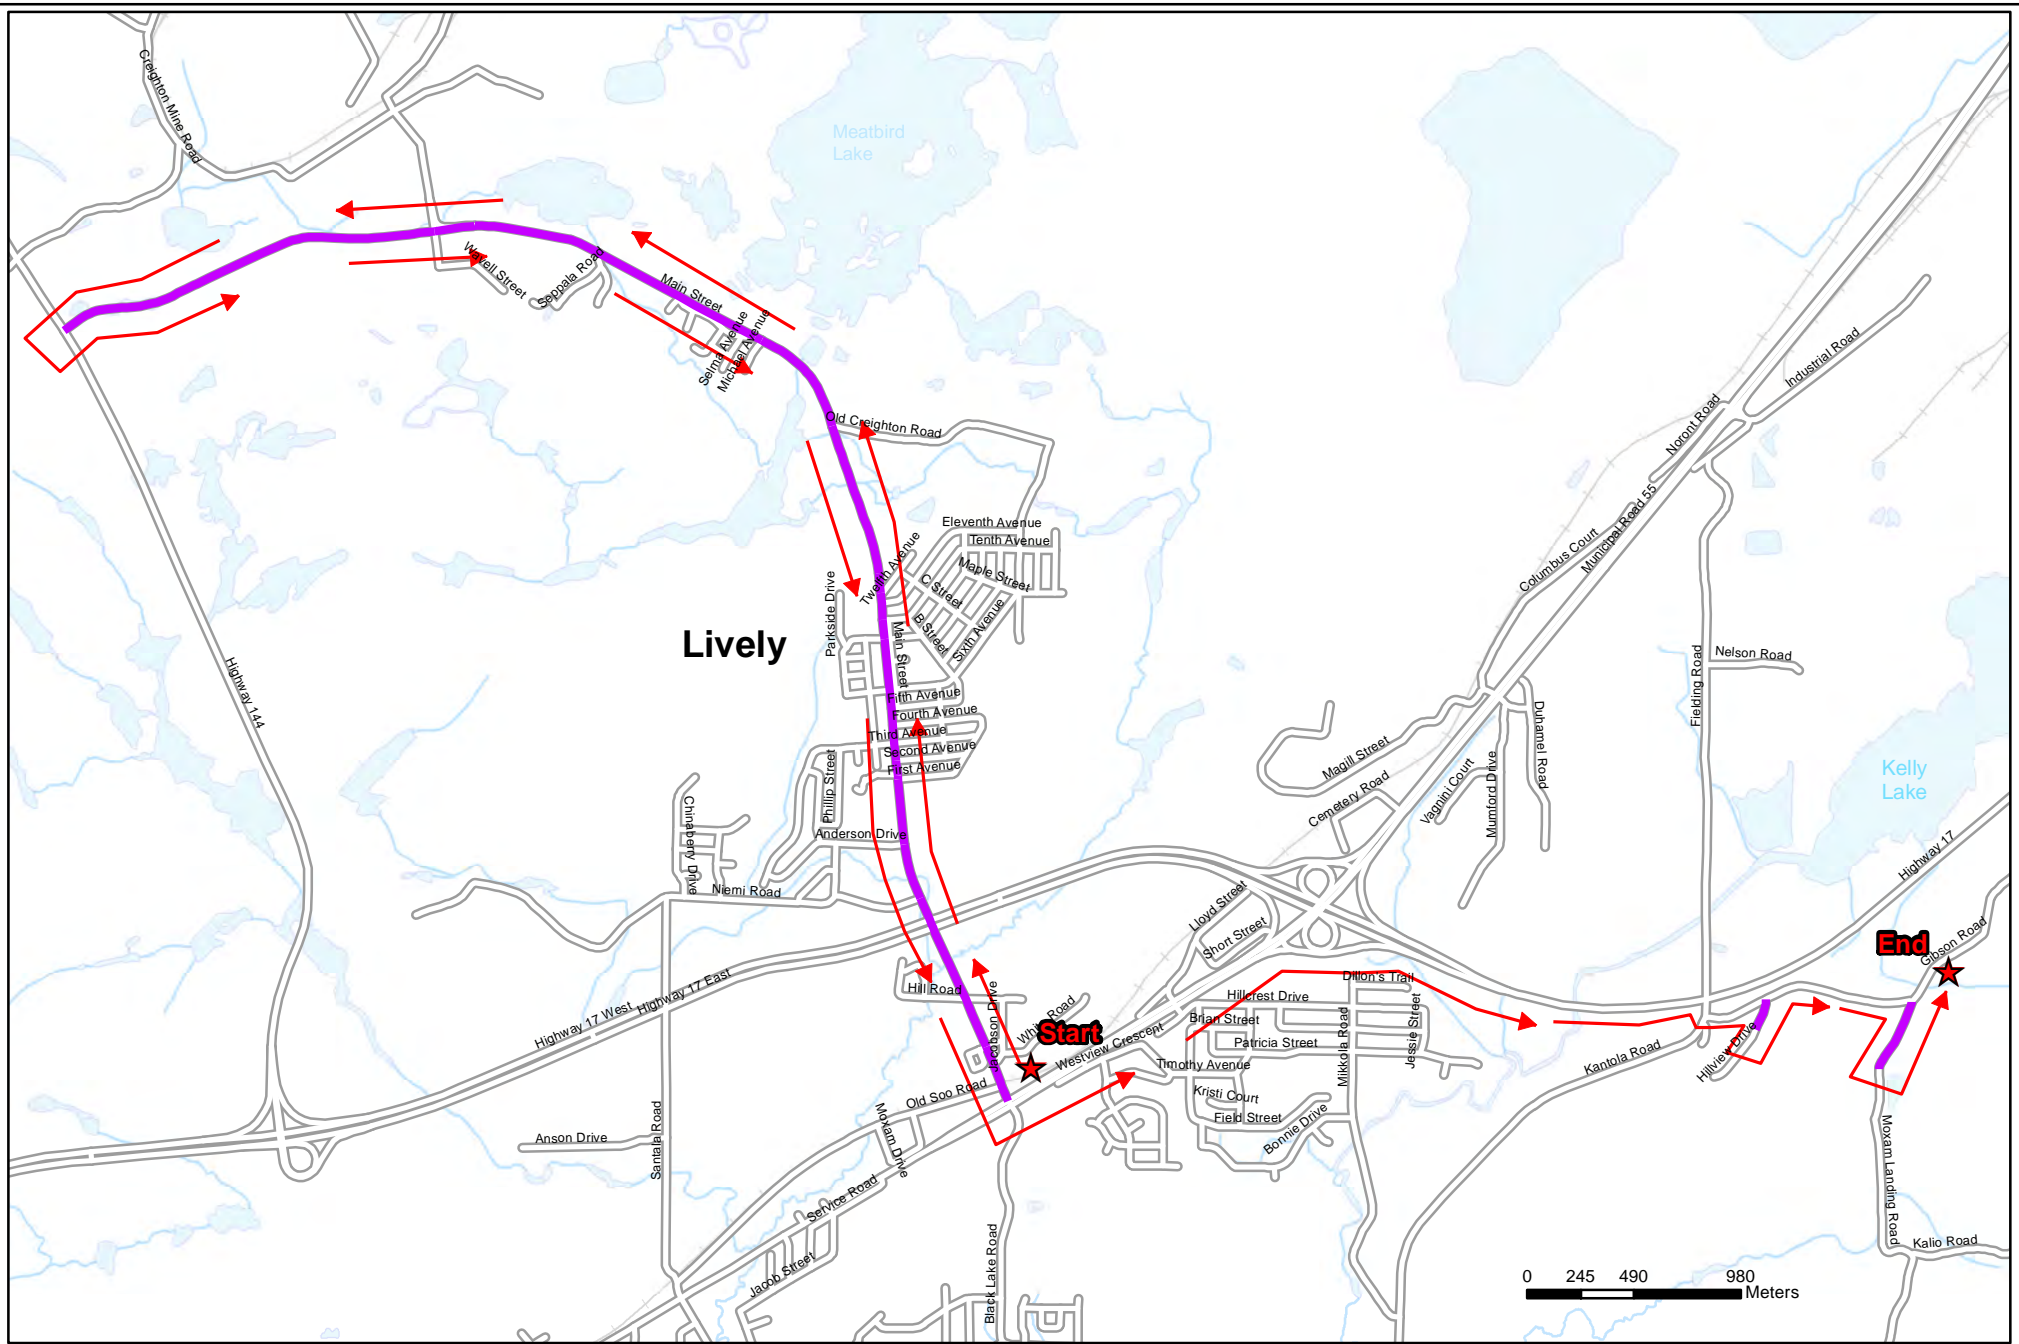 Creighton Mine Road
Meatbird
Lake
Wavell Street
Seppala Road
Main Street
Selma Avenue
Michael Avenue
Old Creighton Road
Industrial Road
Noront Road
Municipal Road 55
Columbus Court
Eleventh Avenue
Tenth Avenue
Twelfth Avenue
Maple Street
C Street
B Street
Sixth Avenue
Parkside Drive
Main Street
Lively
Highway 144
Fifth Avenue
Fourth Avenue
Third Avenue
Second Avenue
First Avenue
Phillip Street
Anderson Drive
Chinaberry Drive
Niemi Road
Nelson Road
Fielding Road
Duhamel Road
Mumford Drive
Vagnini Court
Magill Street
Cemetery Road
Kelly
Lake
Highway 17
Gibson Road
End
Lloyd Street
Short Street
Dillon's Trail
Hillcrest Drive
Brian Street
Patricia Street
Jessie Street
Mikkola Road
Timothy Avenue
Kristi Court
Field Street
Bonnie Drive
Highway 17 West
Highway 17 East
Hill Road
Jacobson Drive
White Road
Start
Westview Crescent
Old Soo Road
Moxam Drive
Anson Drive
Santala Road
Service Road
Jacob Street
Black Lake Road
Kantola Road
Hillview Drive
Moxam Landing Road
Kalio Road
0 245 490 980
Meters